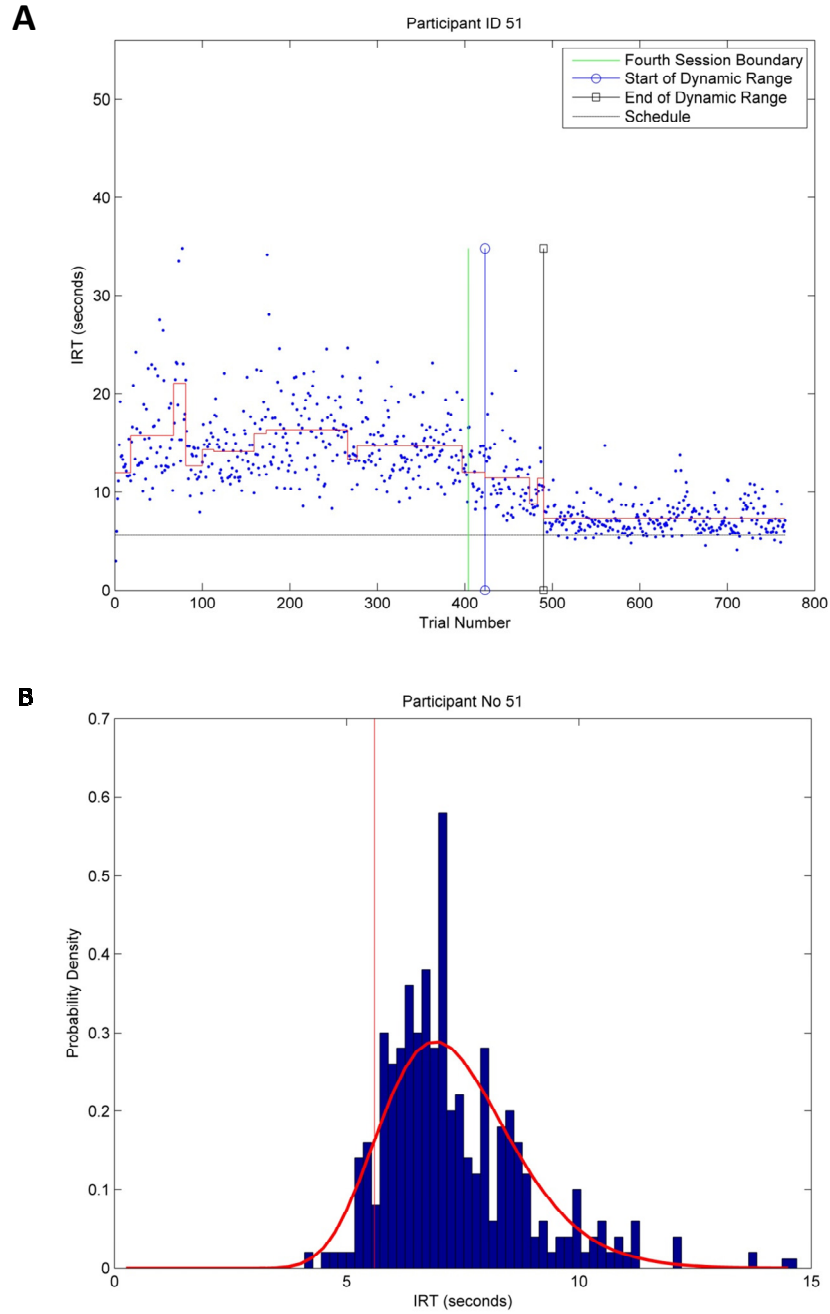 A
Participant ID 51
Fourth Session Boundary
Start of Dynamic Range
End of Dynamic Range
Schedule
50
40
30
20
10
0
IRT (seconds)
0 100 200 300 400 500 600 700 800
Trial Number
B
Participant No 51
0.7
0.6
0.5
0.4
0.3
0.2
0.1
0
Probability Density
0 5 10 15
IRT (seconds)